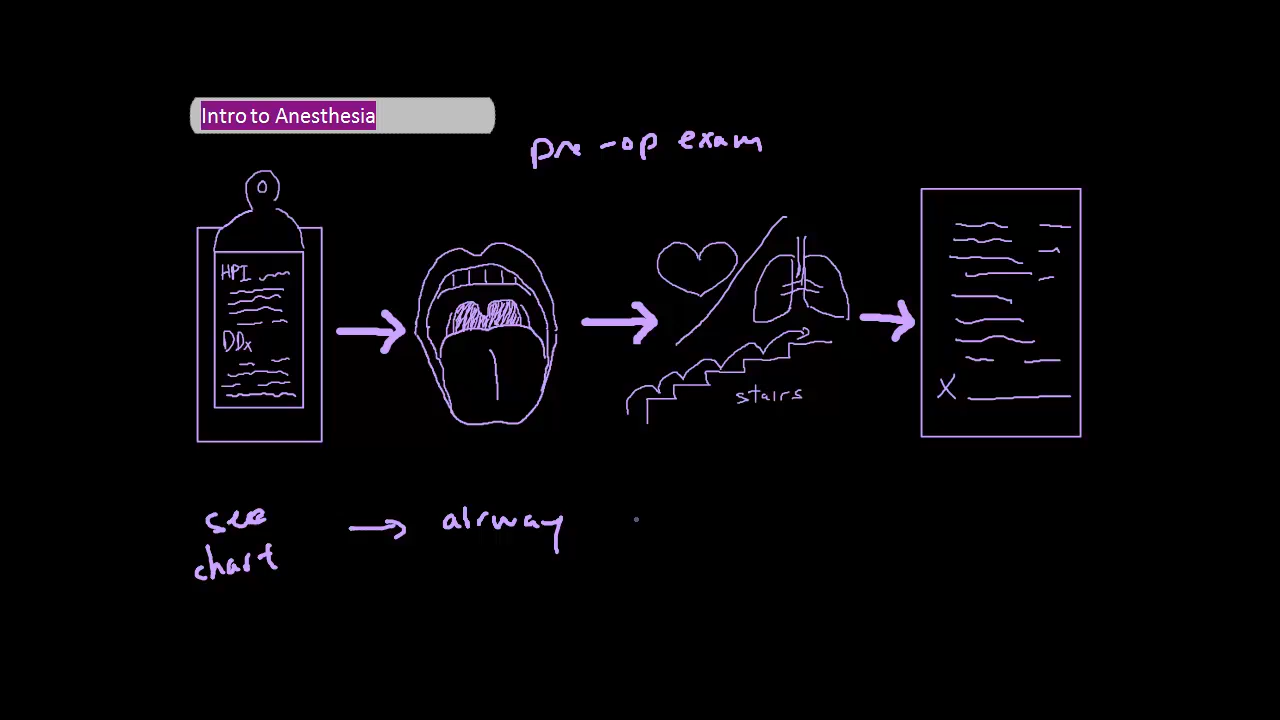 Intro to Anesthesia
pre-op exam
HPI
DDx
stairs
X
see
chart
→ airway